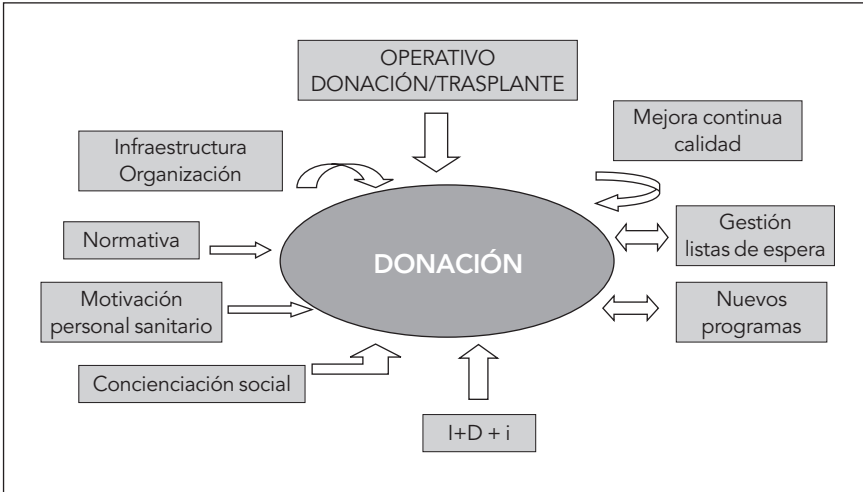 OPERATIVO
DONACIÓN/TRASPLANTE
Mejora continua
calidad
Infraestructura
Organización
Normativa
Gestión
listas de espera
DONACIÓN
Motivación
personal sanitario
Nuevos
programas
Concienciación social
I+D + i